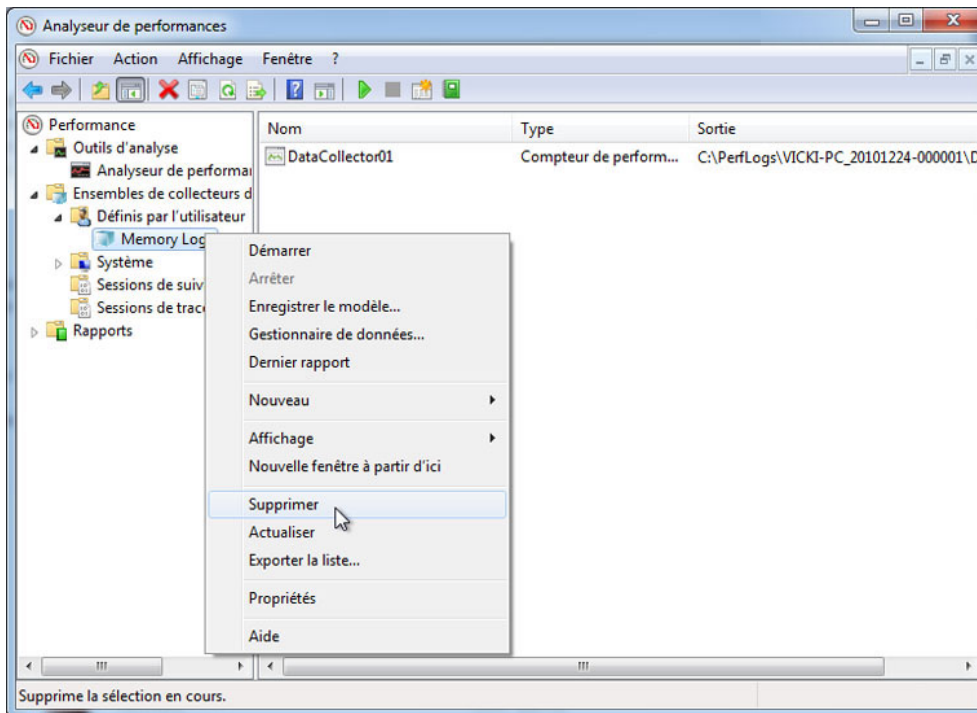 Analyseur de performances
Fichier Action Affichage Fenêtre ?
Performance
Outils d'analyse
Analyseur de performa
Ensembles de collecteurs d
Définis par l'utilisateur
Memory Log
Système
Sessions de suiv
Sessions de trace
Rapports
Nom Type Sortie
DataCollector01 Compteur de perform... C:\PerfLogs\VICKI-PC_20101224-000001\D
Démarrer
Arrêter
Enregistrer le modèle...
Gestionnaire de données...
Dernier rapport
Nouveau
Affichage
Nouvelle fenêtre à partir d'ici
Supprimer
Actualiser
Exporter la liste...
Propriétés
Aide
Supprime la sélection en cours.